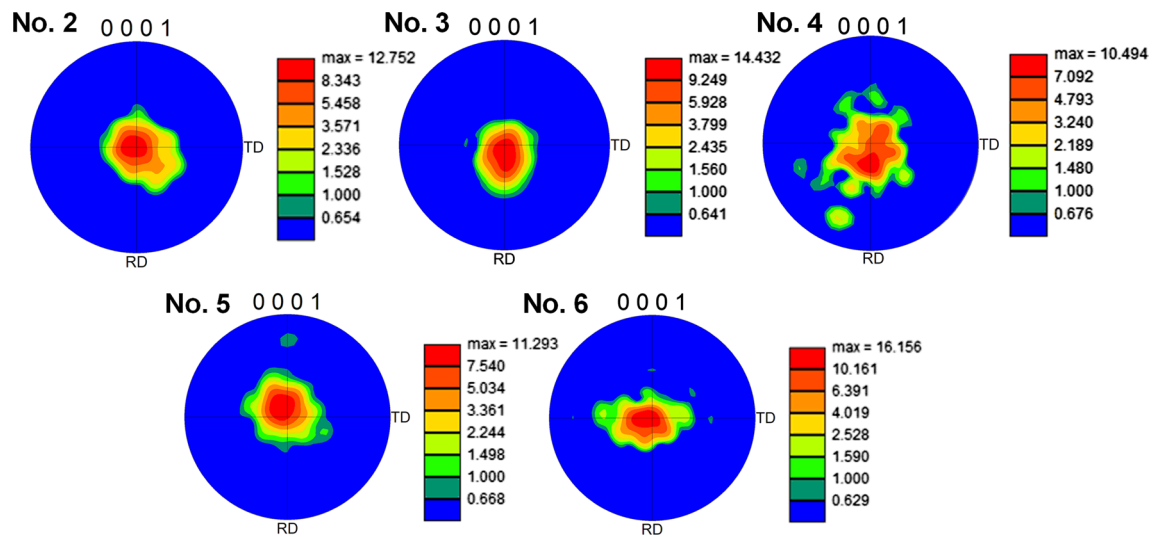 No. 2
0 0 0 1
TD
RD
max = 12.752
8.343
5.458
3.571
2.336
1.528
1.000
0.654
No. 3
0 0 0 1
TD
RD
max = 14.432
9.249
5.928
3.799
2.435
1.560
1.000
0.641
No. 4
0 0 0 1
TD
RD
max = 10.494
7.092
4.793
3.240
2.189
1.480
1.000
0.676
No. 5
0 0 0 1
TD
RD
max = 11.293
7.540
5.034
3.361
2.244
1.498
1.000
0.668
No. 6
0 0 0 1
TD
RD
max = 16.156
10.161
6.391
4.019
2.528
1.590
1.000
0.629